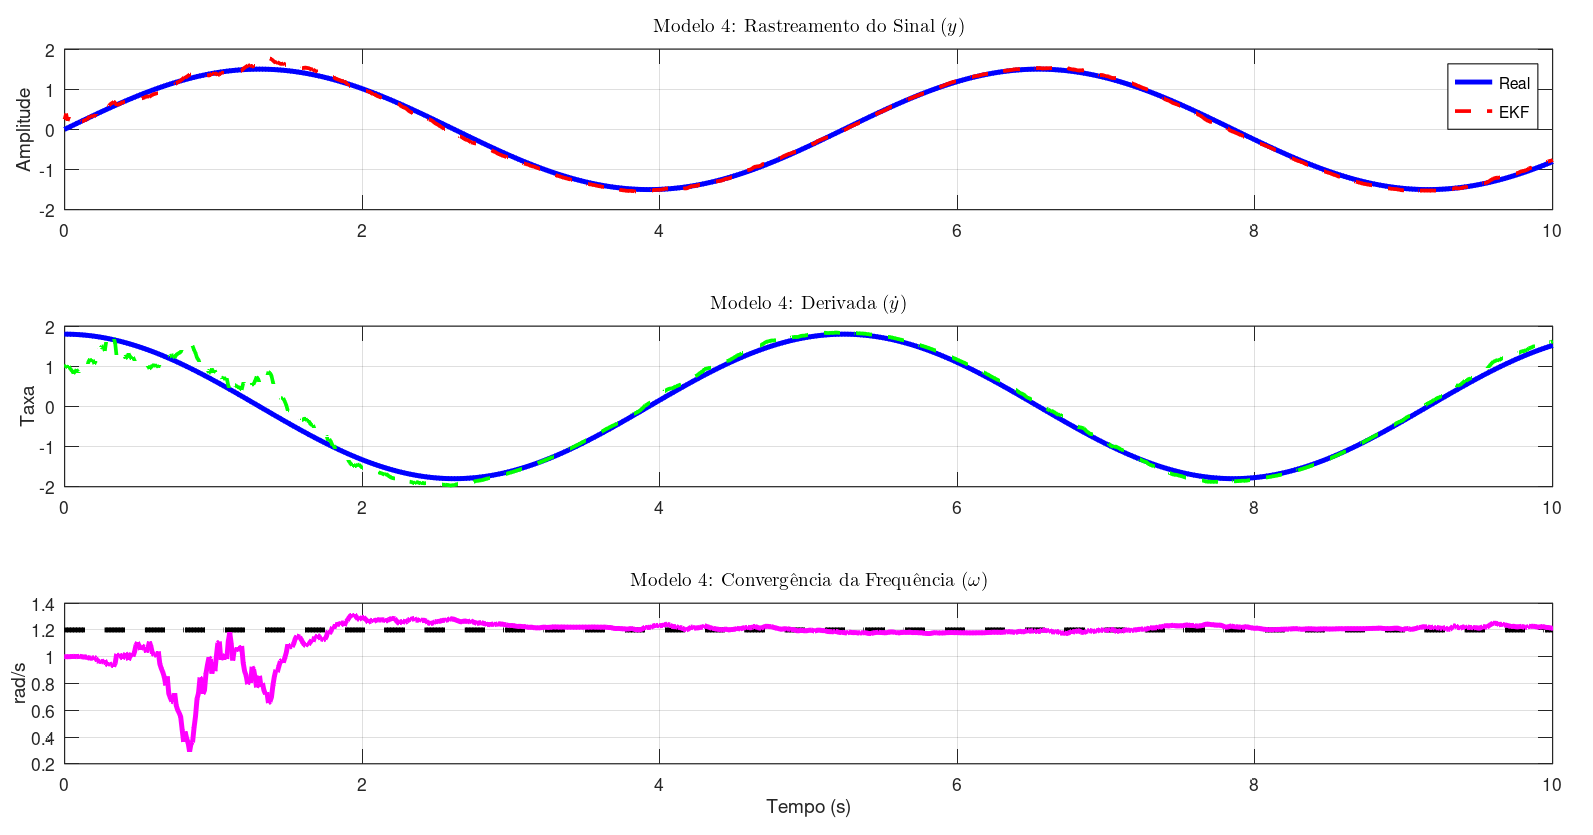 Modelo 4: Rastreamento do Sinal (y)
2
1
0
-1
-2
Amplitude
Real
EKF
0 2 4 6 8 10
Modelo 4: Derivada (ẏ)
2
1
0
-1
-2
Taxa
0 2 4 6 8 10
Modelo 4: Convergência da Frequência (ω)
1.4
1.2
1
0.8
0.6
0.4
0.2
rad/s
0 2 4 6 8 10
Tempo (s)